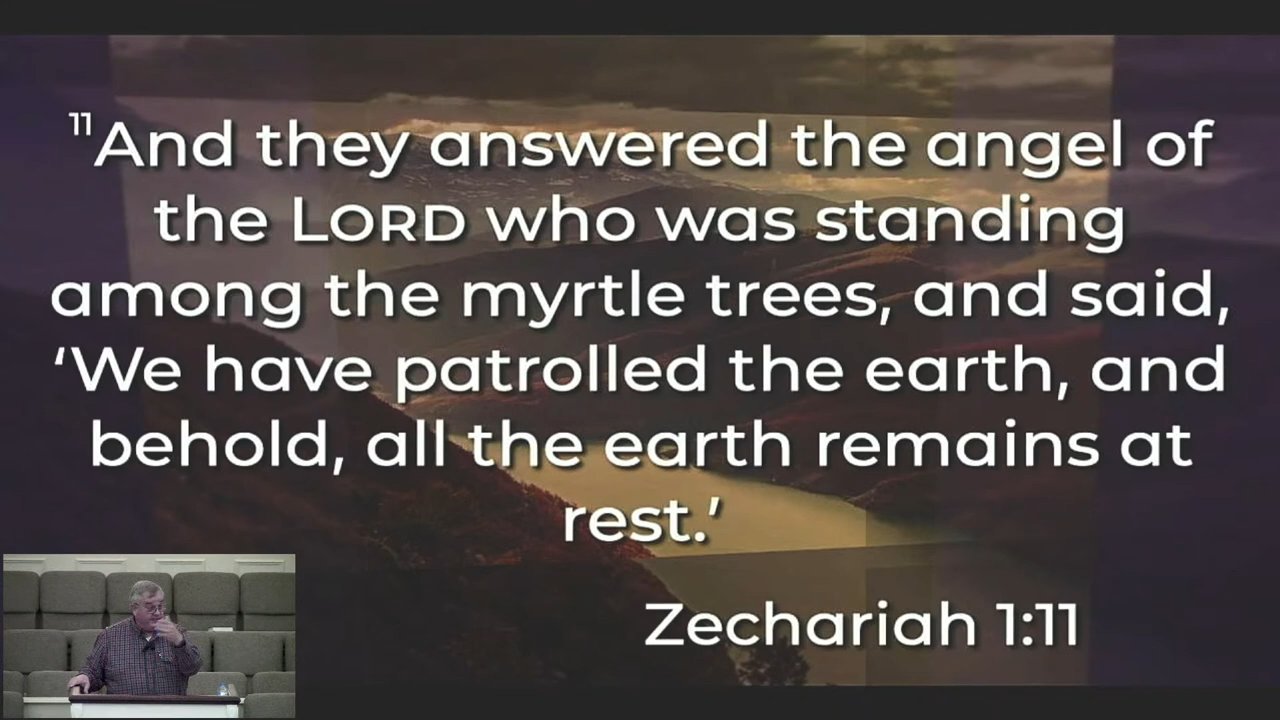 ¹¹And they answered the angel of
the LORD who was standing
among the myrtle trees, and said,
‘We have patrolled the earth, and
behold, all the earth remains at
rest.’
Zechariah 1:11